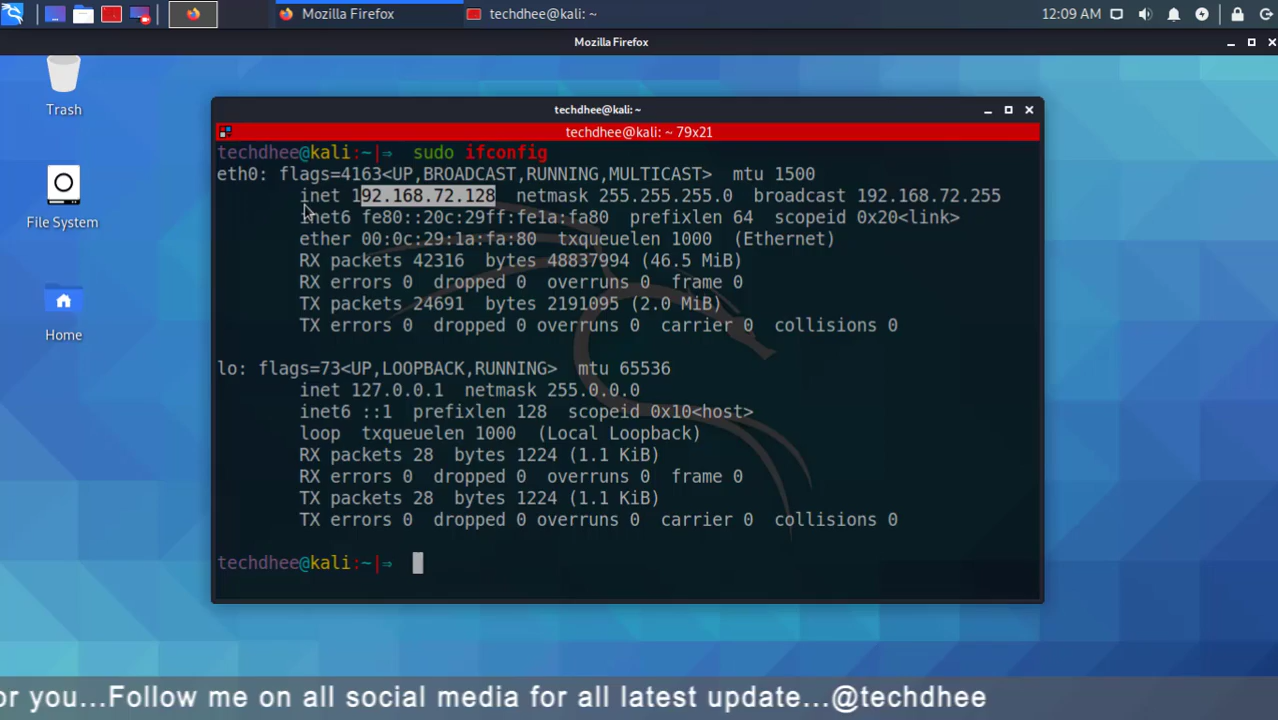 Mozilla Firefox
techdhee@kali: ~
12:09 AM
Mozilla Firefox
Trash
File System
Home
techdhee@kali: ~
techdhee@kali: ~ 79x21
techdhee@kali:~|⇒  sudo ifconfig
eth0: flags=4163<UP,BROADCAST,RUNNING,MULTICAST>  mtu 1500
inet 192.168.72.128  netmask 255.255.255.0  broadcast 192.168.72.255
inet6 fe80::20c:29ff:fe1a:fa80  prefixlen 64  scopeid 0x20<link>
ether 00:0c:29:1a:fa:80  txqueuelen 1000  (Ethernet)
RX packets 42316  bytes 48837994 (46.5 MiB)
RX errors 0  dropped 0  overruns 0  frame 0
TX packets 24691  bytes 2191095 (2.0 MiB)
TX errors 0  dropped 0 overruns 0  carrier 0  collisions 0
lo: flags=73<UP,LOOPBACK,RUNNING>  mtu 65536
inet 127.0.0.1  netmask 255.0.0.0
inet6 ::1  prefixlen 128  scopeid 0x10<host>
loop  txqueuelen 1000  (Local Loopback)
RX packets 28  bytes 1224 (1.1 KiB)
RX errors 0  dropped 0  overruns 0  frame 0
TX packets 28  bytes 1224 (1.1 KiB)
TX errors 0  dropped 0 overruns 0  carrier 0  collisions 0
techdhee@kali:~|⇒
or you...Follow me on all social media for all latest update...@techdhee